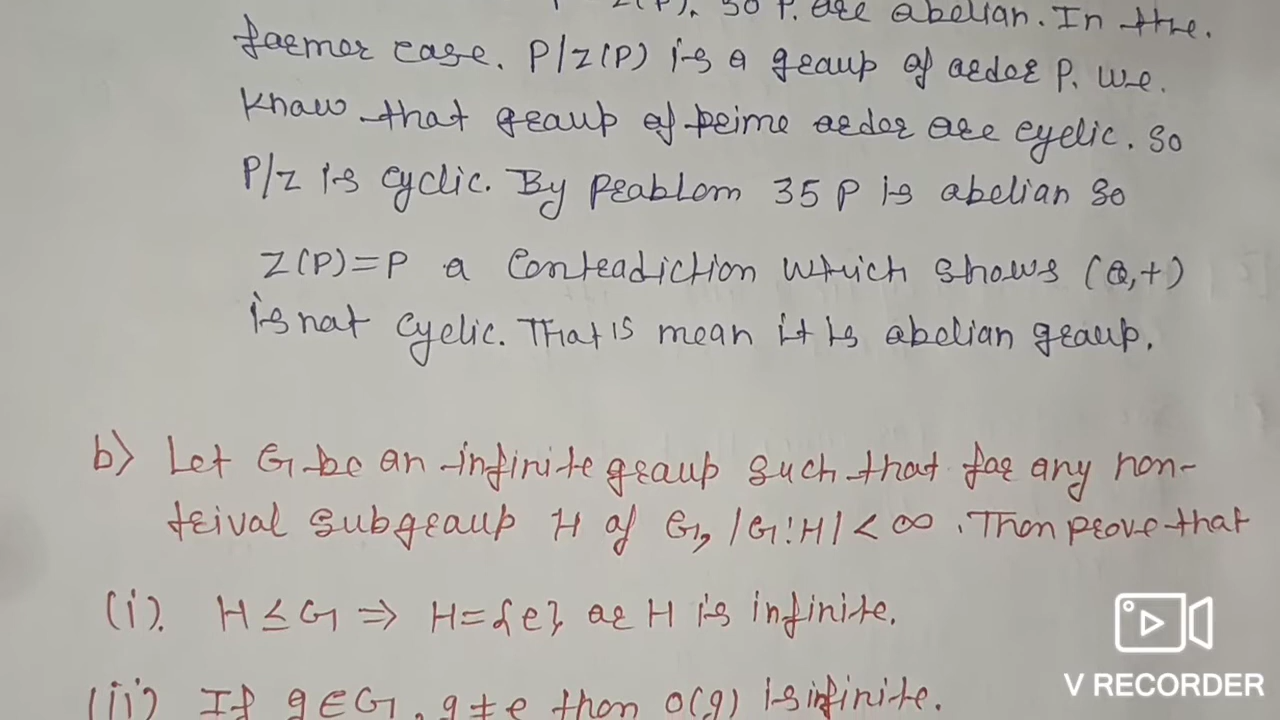 Z(P). So P. are abelian. In the.
farmer case. P/Z(P) is a group of order P. we.
Know that group of prime order are cyclic. So
P/Z is cyclic. By Problom 35 P is abelian So
Z(P)=P a Contradiction which shows (Q,+)
is not Cyclic. That is mean it is abelian group.
b) Let G be an infinite group such that for any non-
trivial subgroup H of G, |G:H| < ∞. Then prove that
(i). H ≤ G ⇒ H={e} or H is infinite.
(ii) If g∈G, g≠e then o(g) is infinite.
V RECORDER